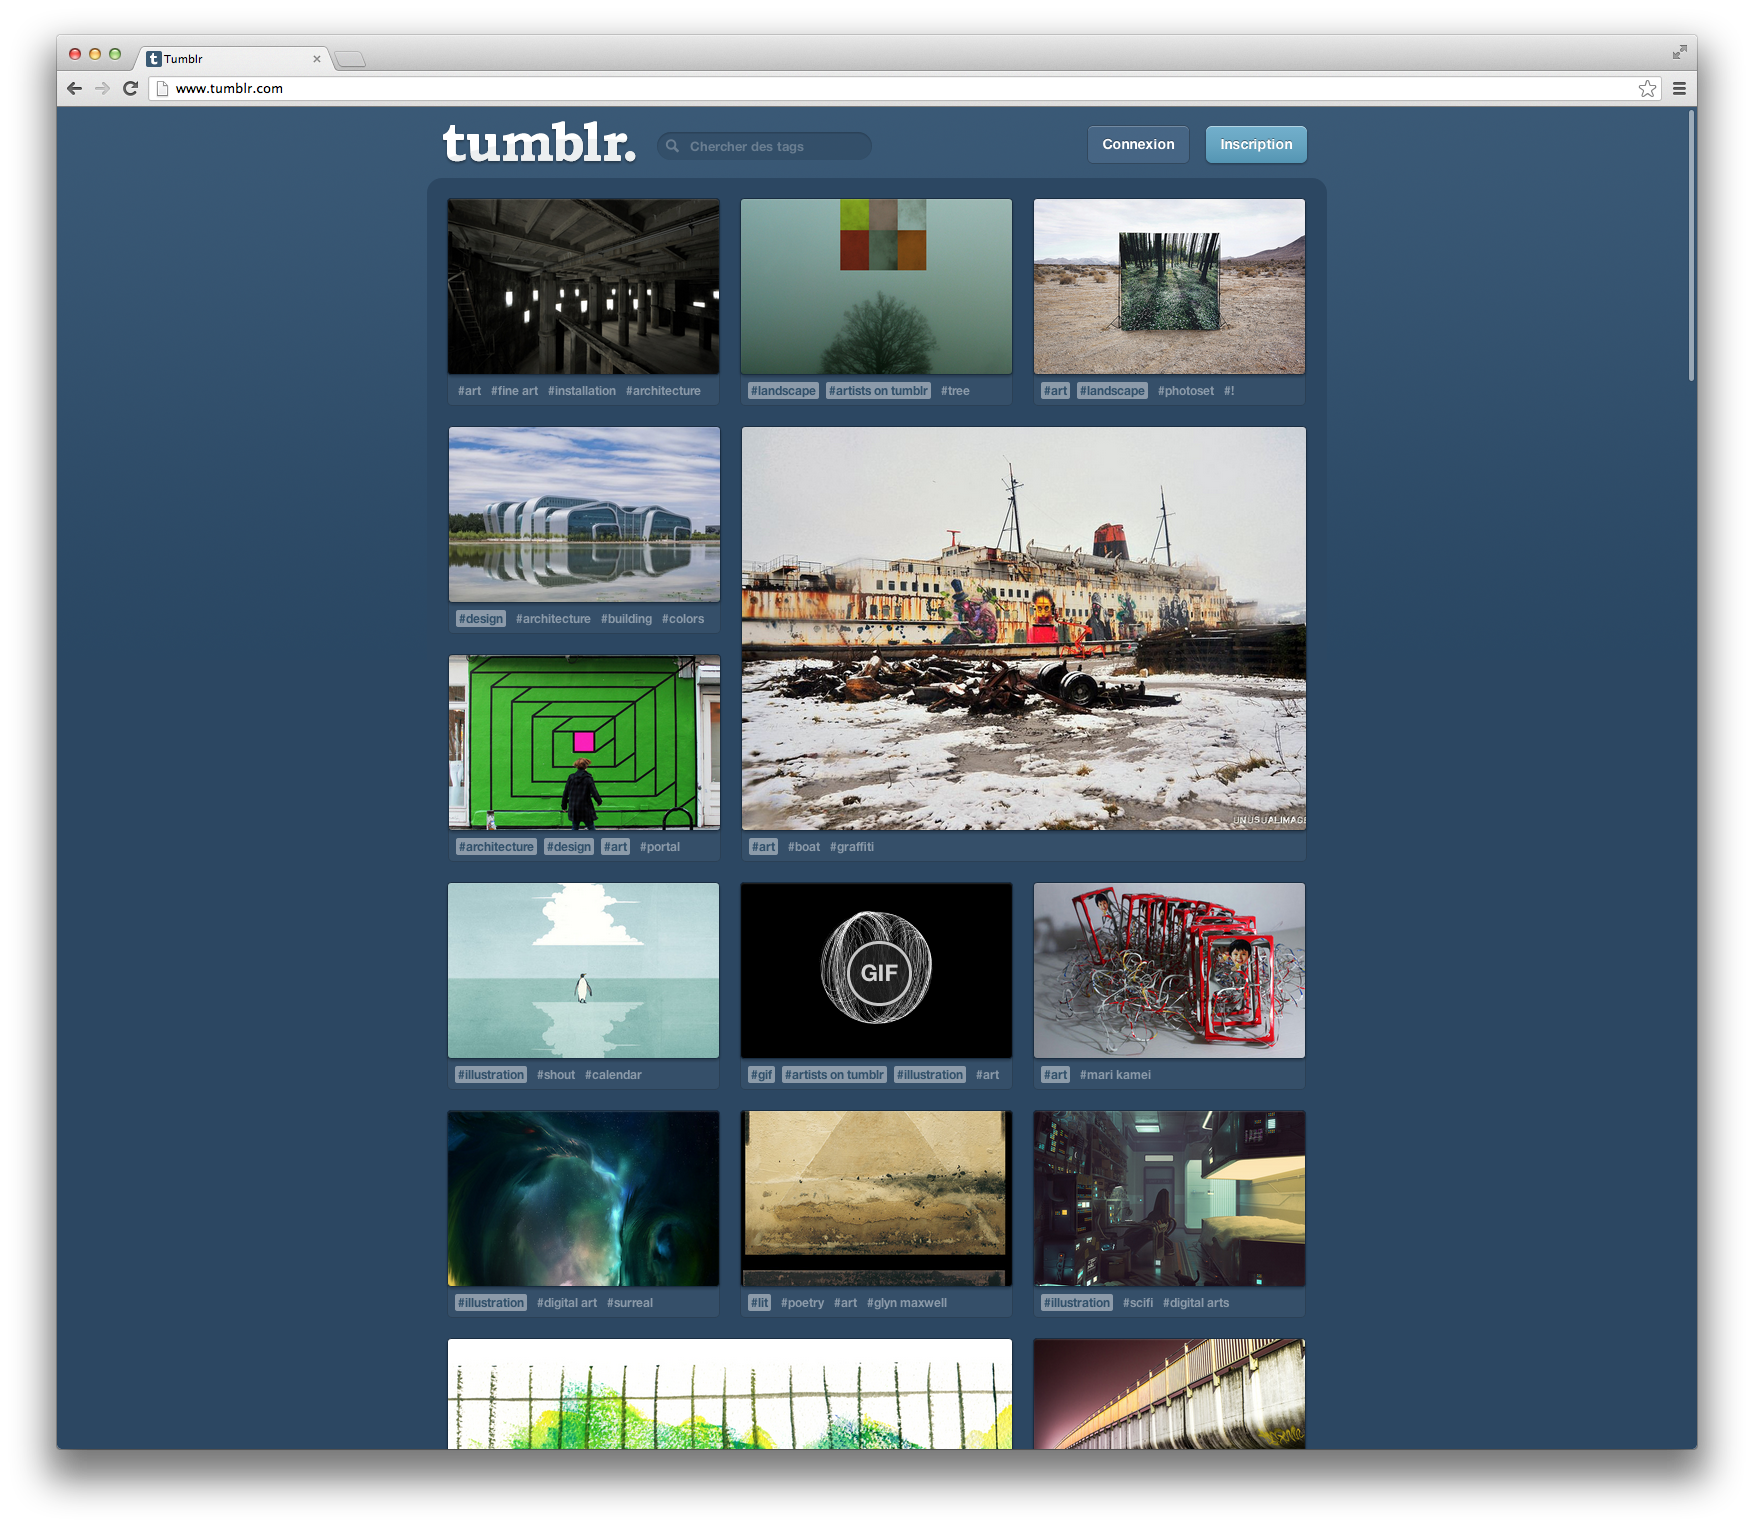 Tumblr
www.tumblr.com
tumblr.
Chercher des tags
Connexion
Inscription
#art #fine art #installation #architecture
#landscape #artists on tumblr #tree
#art #landscape #photoset #!
#design #architecture #building #colors
UNUSUALIMAGE
#architecture #design #art #portal
#art #boat #graffiti
GIF
#illustration #shout #calendar
#gif #artists on tumblr #illustration #art
#art #mari kamei
#illustration #digital art #surreal
#lit #poetry #art #glyn maxwell
#illustration #scifi #digital arts